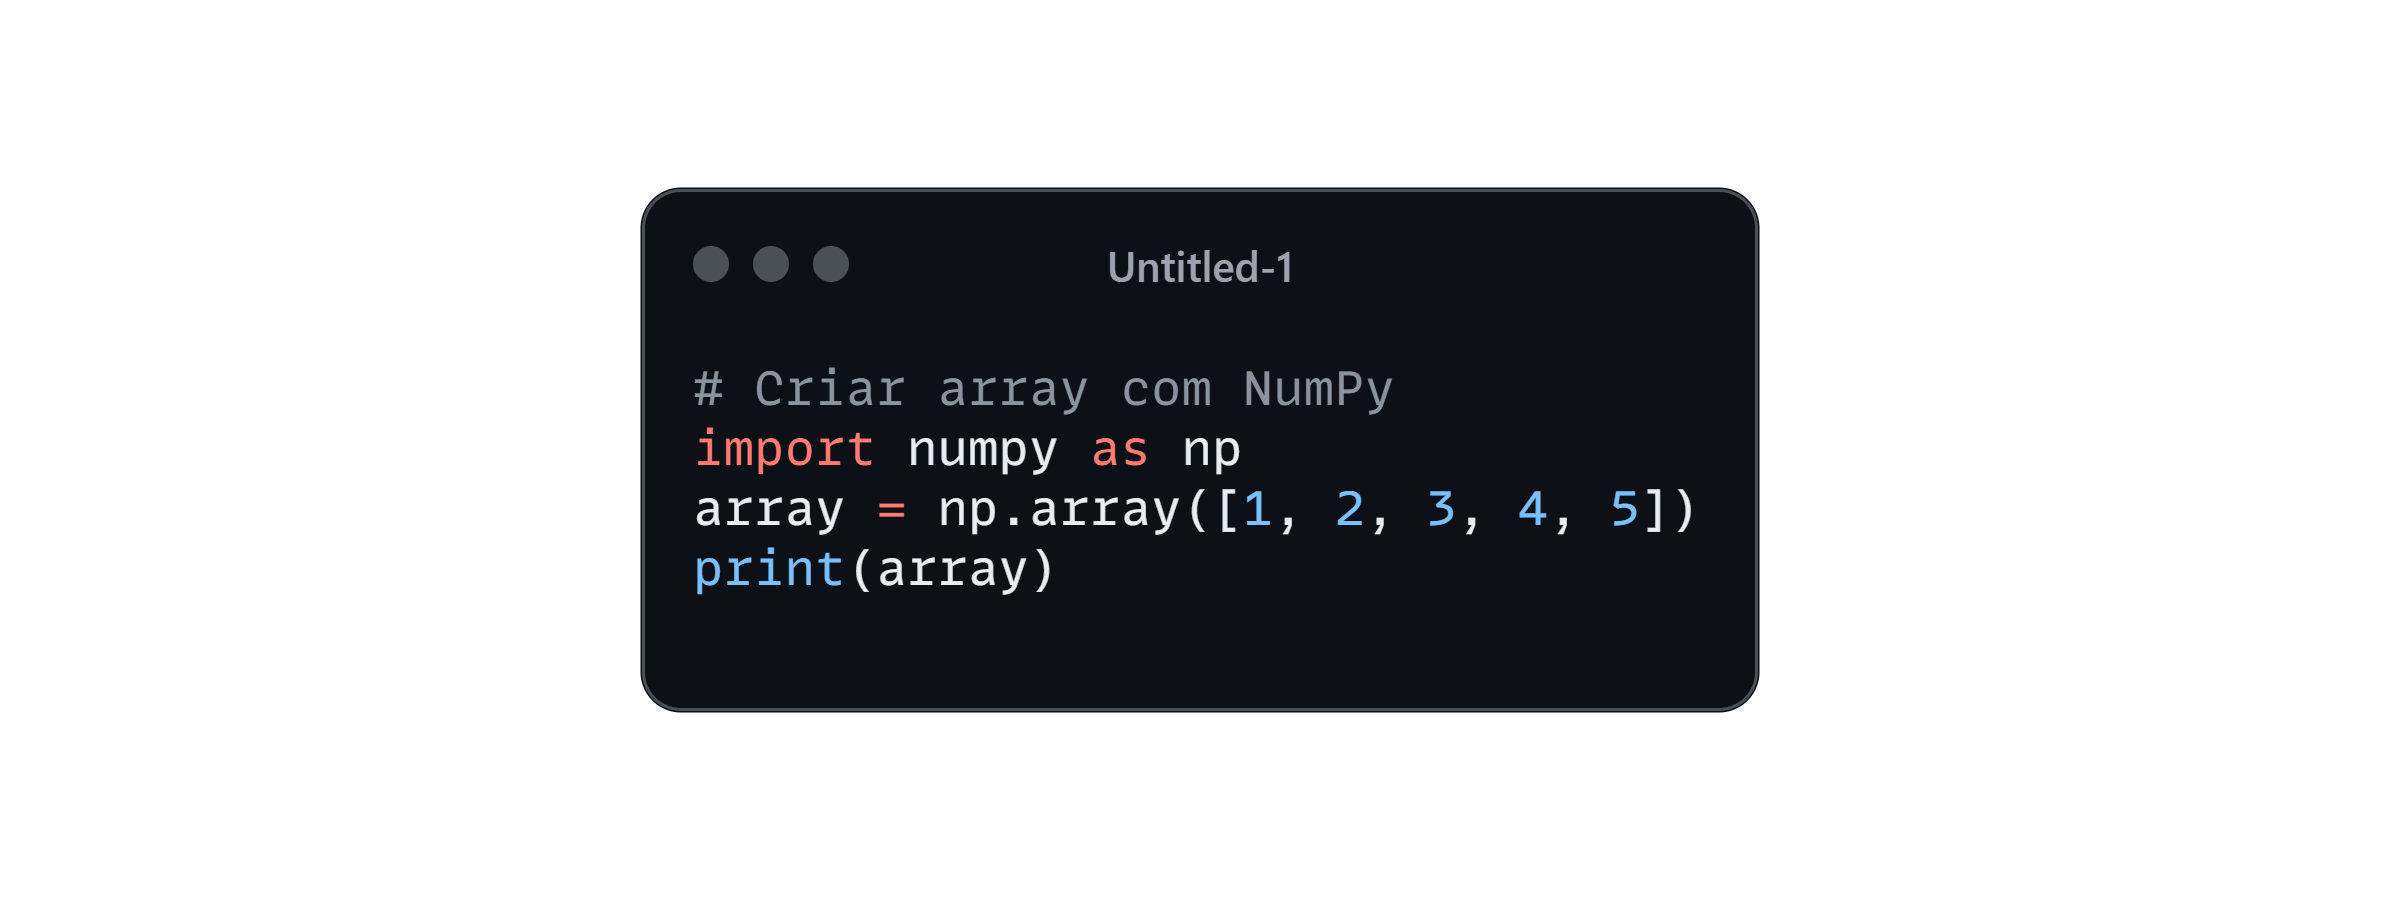 Untitled-1
# Criar array com NumPy
import numpy as np
array = np.array([1, 2, 3, 4, 5])
print(array)